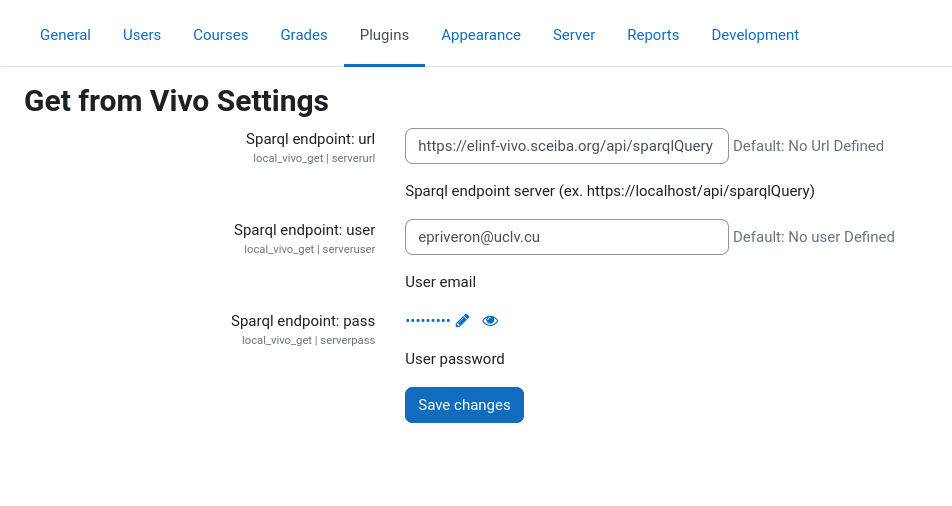 General Users Courses Grades Plugins Appearance Server Reports Development
Get from Vivo Settings
Sparql endpoint: url
local_vivo_get | serverurl
https://elinf-vivo.sceiba.org/api/sparqlQuery Default: No Url Defined
Sparql endpoint server (ex. https://localhost/api/sparqlQuery)
Sparql endpoint: user
local_vivo_get | serveruser
epriveron@uclv.cu Default: No user Defined
User email
Sparql endpoint: pass
local_vivo_get | serverpass
•••••••••
User password
Save changes